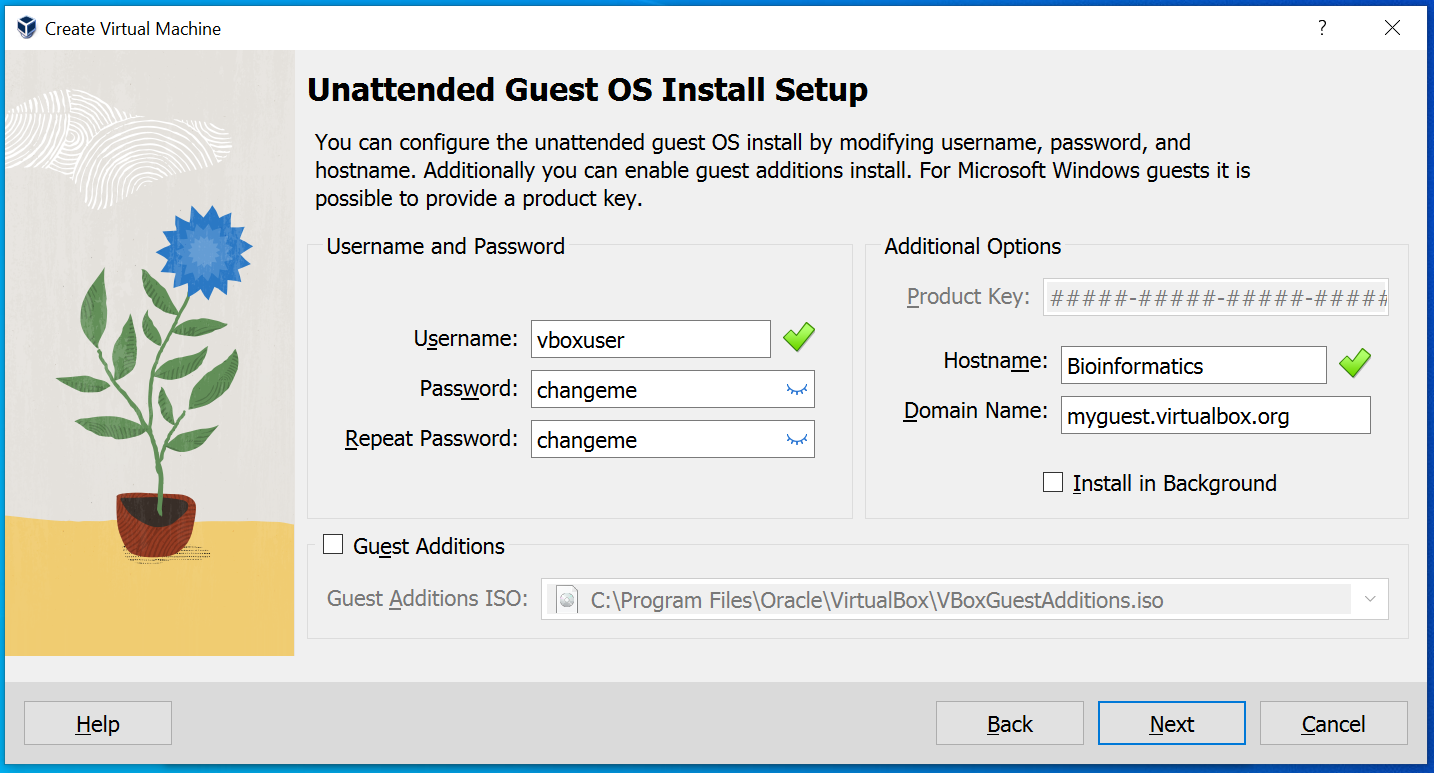 Create Virtual Machine
?
Unattended Guest OS Install Setup
You can configure the unattended guest OS install by modifying username, password, and
hostname. Additionally you can enable guest additions install. For Microsoft Windows guests it is
possible to provide a product key.
Username and Password
Username: vboxuser
Password: changeme
Repeat Password: changeme
Additional Options
Product Key: #####-#####-#####-#####
Hostname: Bioinformatics
Domain Name: myguest.virtualbox.org
Install in Background
Guest Additions
Guest Additions ISO: C:\Program Files\Oracle\VirtualBox\VBoxGuestAdditions.iso
Help
Back
Next
Cancel